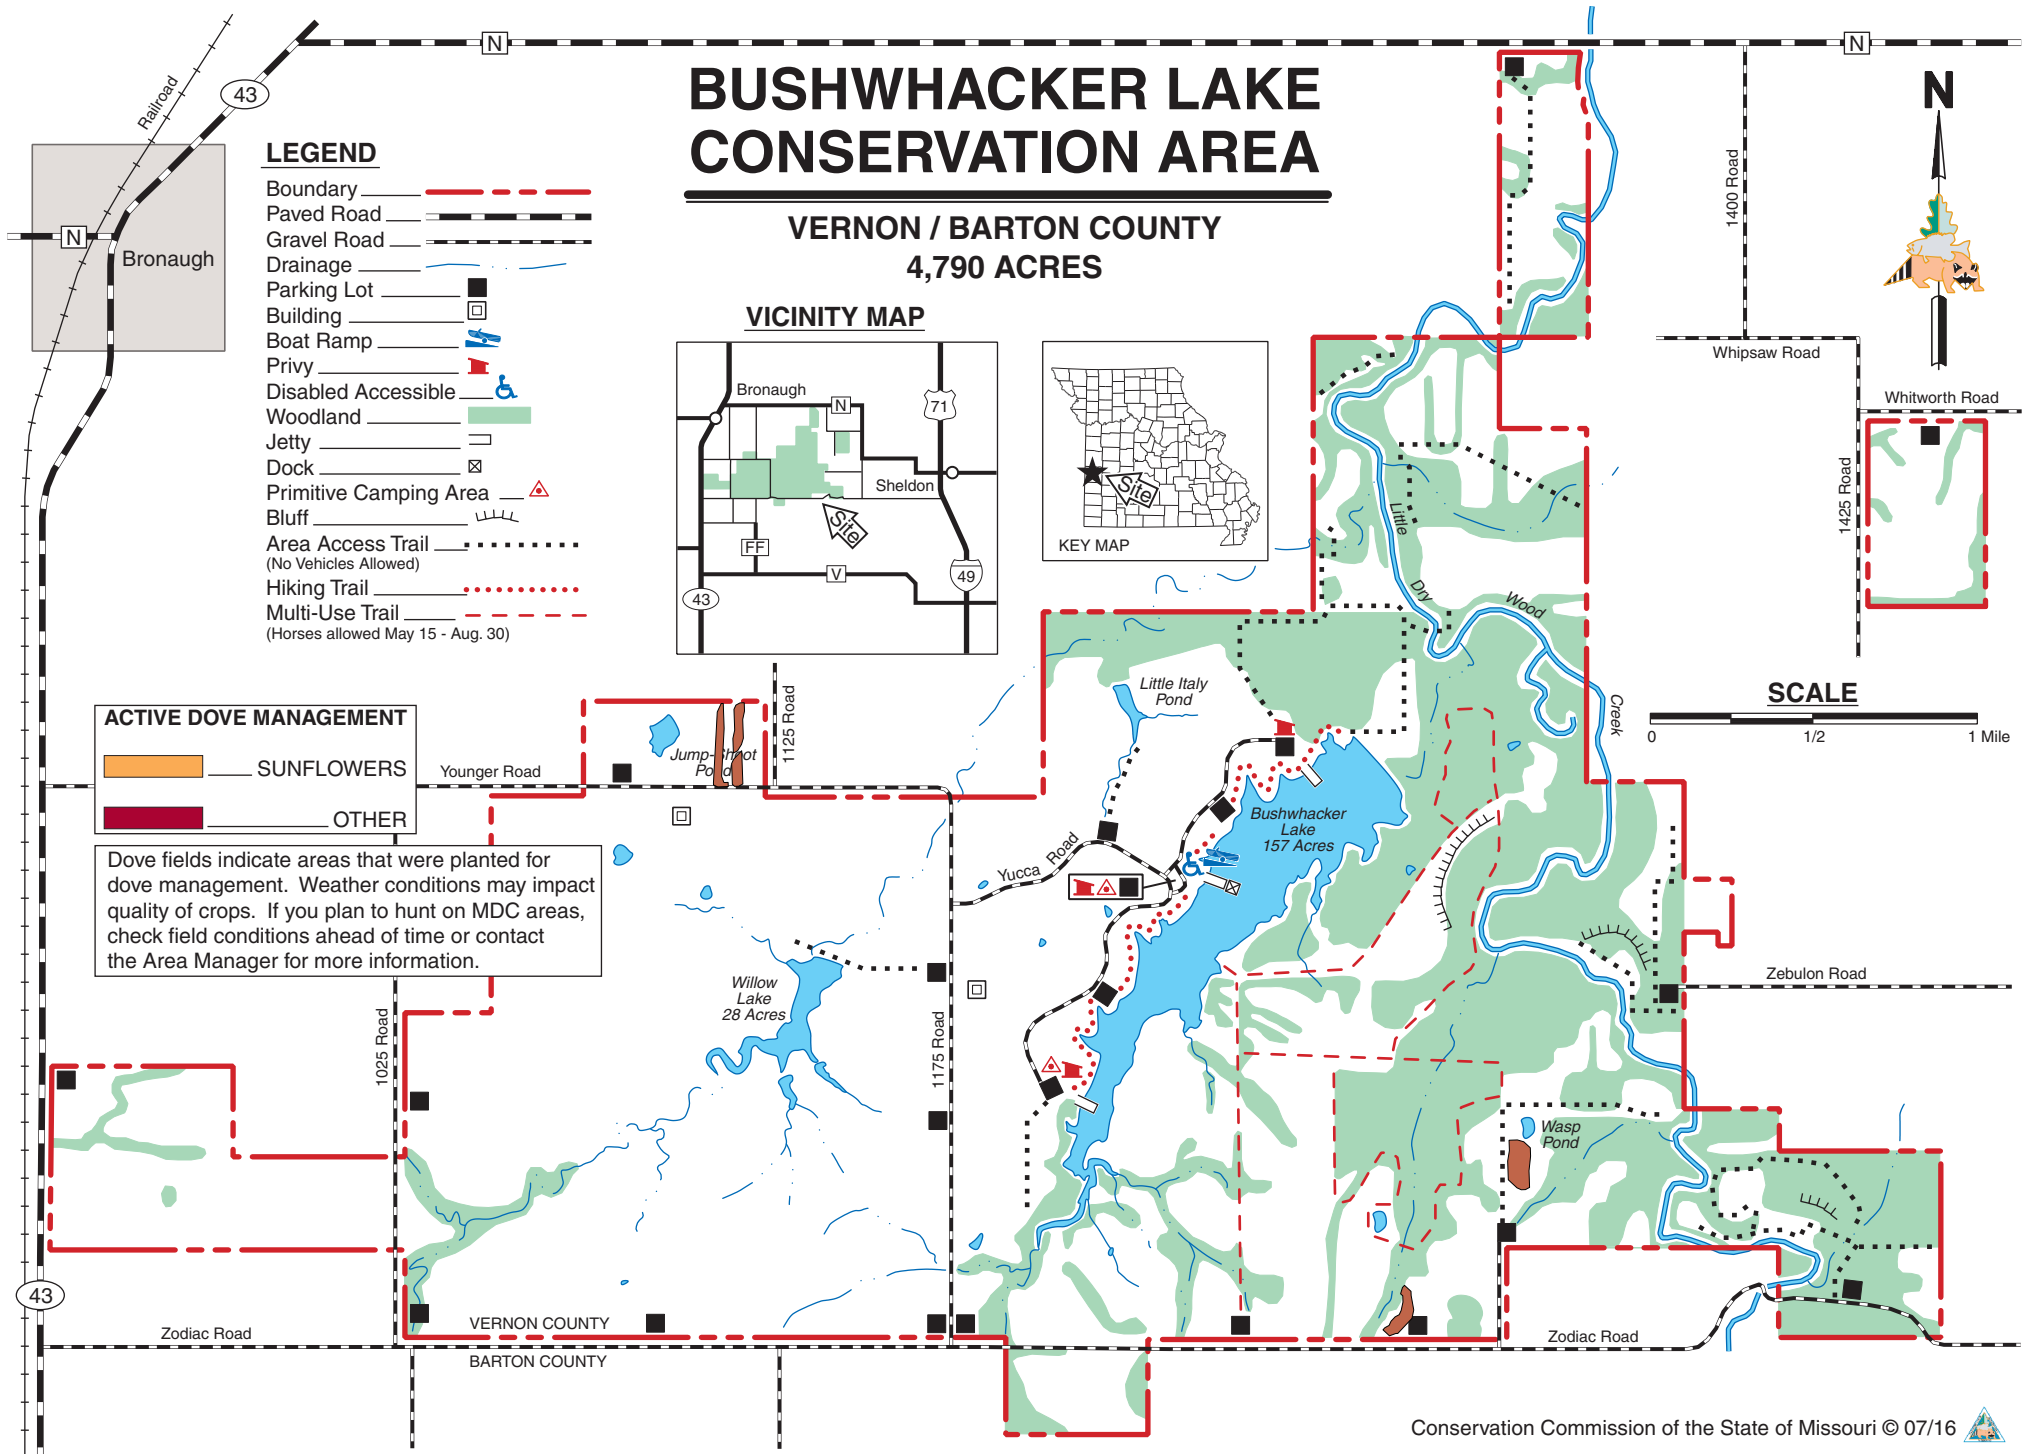 BUSHWHACKER LAKE
CONSERVATION AREA
VERNON / BARTON COUNTY
4,790 ACRES
N
N
N
N
43
Railroad
Bronaugh
LEGEND
Boundary
Paved Road
Gravel Road
Drainage
Parking Lot
Building
Boat Ramp
Privy
Disabled Accessible
Woodland
Jetty
Dock
Primitive Camping Area
Bluff
Area Access Trail
(No Vehicles Allowed)
Hiking Trail
Multi-Use Trail
(Horses allowed May 15 - Aug. 30)
VICINITY MAP
Bronaugh
N
71
Sheldon
Site
FF
V
49
43
Site
KEY MAP
1400 Road
Whipsaw Road
Whitworth Road
1425 Road
SCALE
0
1/2
1 Mile
Little
Dry
Wood
Creek
ACTIVE DOVE MANAGEMENT
SUNFLOWERS
OTHER
Dove fields indicate areas that were planted for
dove management. Weather conditions may impact
quality of crops. If you plan to hunt on MDC areas,
check field conditions ahead of time or contact
the Area Manager for more information.
Younger Road
1125 Road
Jump-Shoot
Pond
Little Italy
Pond
Yucca Road
Bushwhacker
Lake
157 Acres
Willow
Lake
28 Acres
1025 Road
1175 Road
Zebulon Road
Wasp
Pond
43
Zodiac Road
VERNON COUNTY
BARTON COUNTY
Zodiac Road
Conservation Commission of the State of Missouri © 07/16